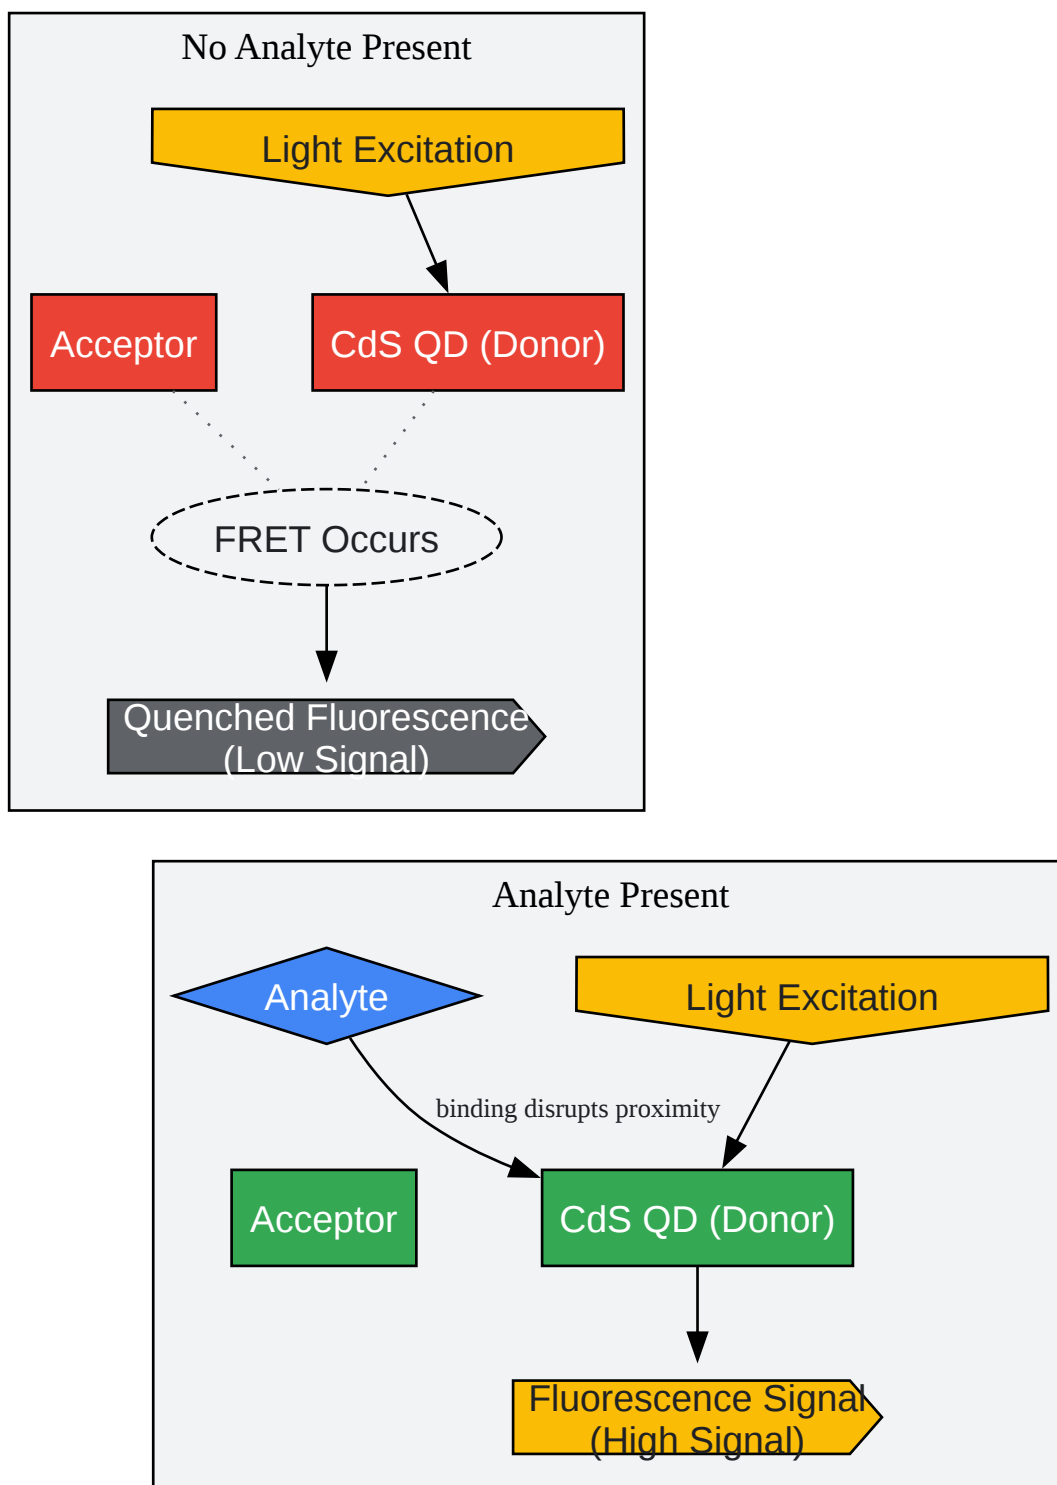 No Analyte Present
Light Excitation
Acceptor
CdS QD (Donor)
FRET Occurs
Quenched Fluorescence
(Low Signal)
Analyte Present
Analyte
Light Excitation
binding disrupts proximity
Acceptor
CdS QD (Donor)
Fluorescence Signal
(High Signal)